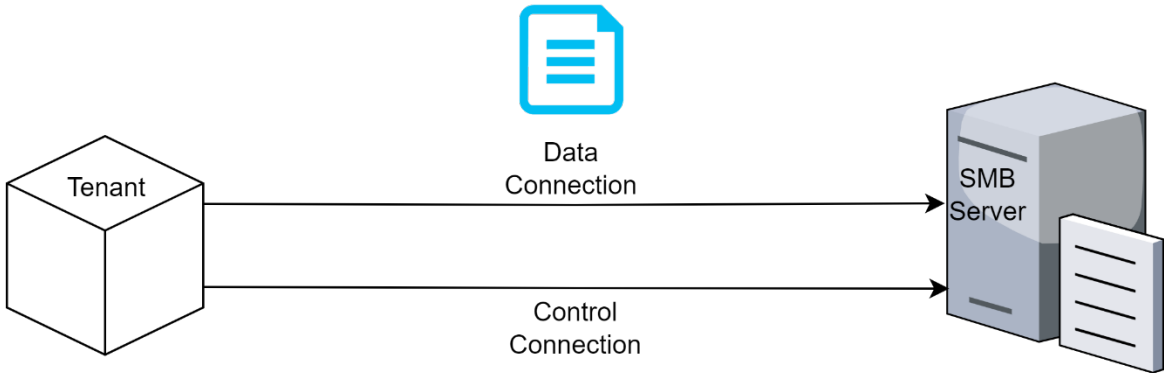 Data
Connection
Tenant
SMB
Server
Control
Connection